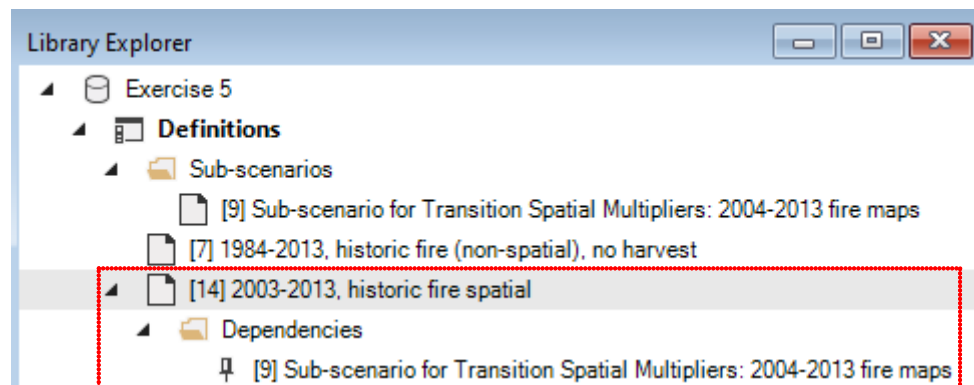 Library Explorer
Exercise 5
Definitions
Sub-scenarios
[9] Sub-scenario for Transition Spatial Multipliers: 2004-2013 fire maps
[7] 1984-2013, historic fire (non-spatial), no harvest
[14] 2003-2013, historic fire spatial
Dependencies
[9] Sub-scenario for Transition Spatial Multipliers: 2004-2013 fire maps